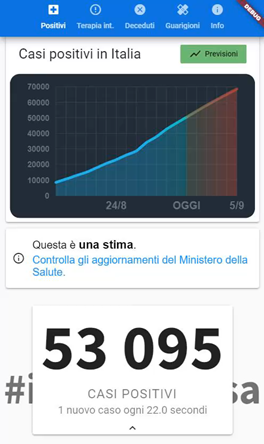 DEBUG
Positivi Terapia int. Deceduti Guarigioni Info
Casi positivi in Italia
Previsioni
70000
60000
50000
40000
30000
20000
10000
0
24/8 OGGI 5/9
Questa è una stima.
Controlla gli aggiornamenti del Ministero della
Salute.
53 095
CASI POSITIVI
1 nuovo caso ogni 22.0 secondi